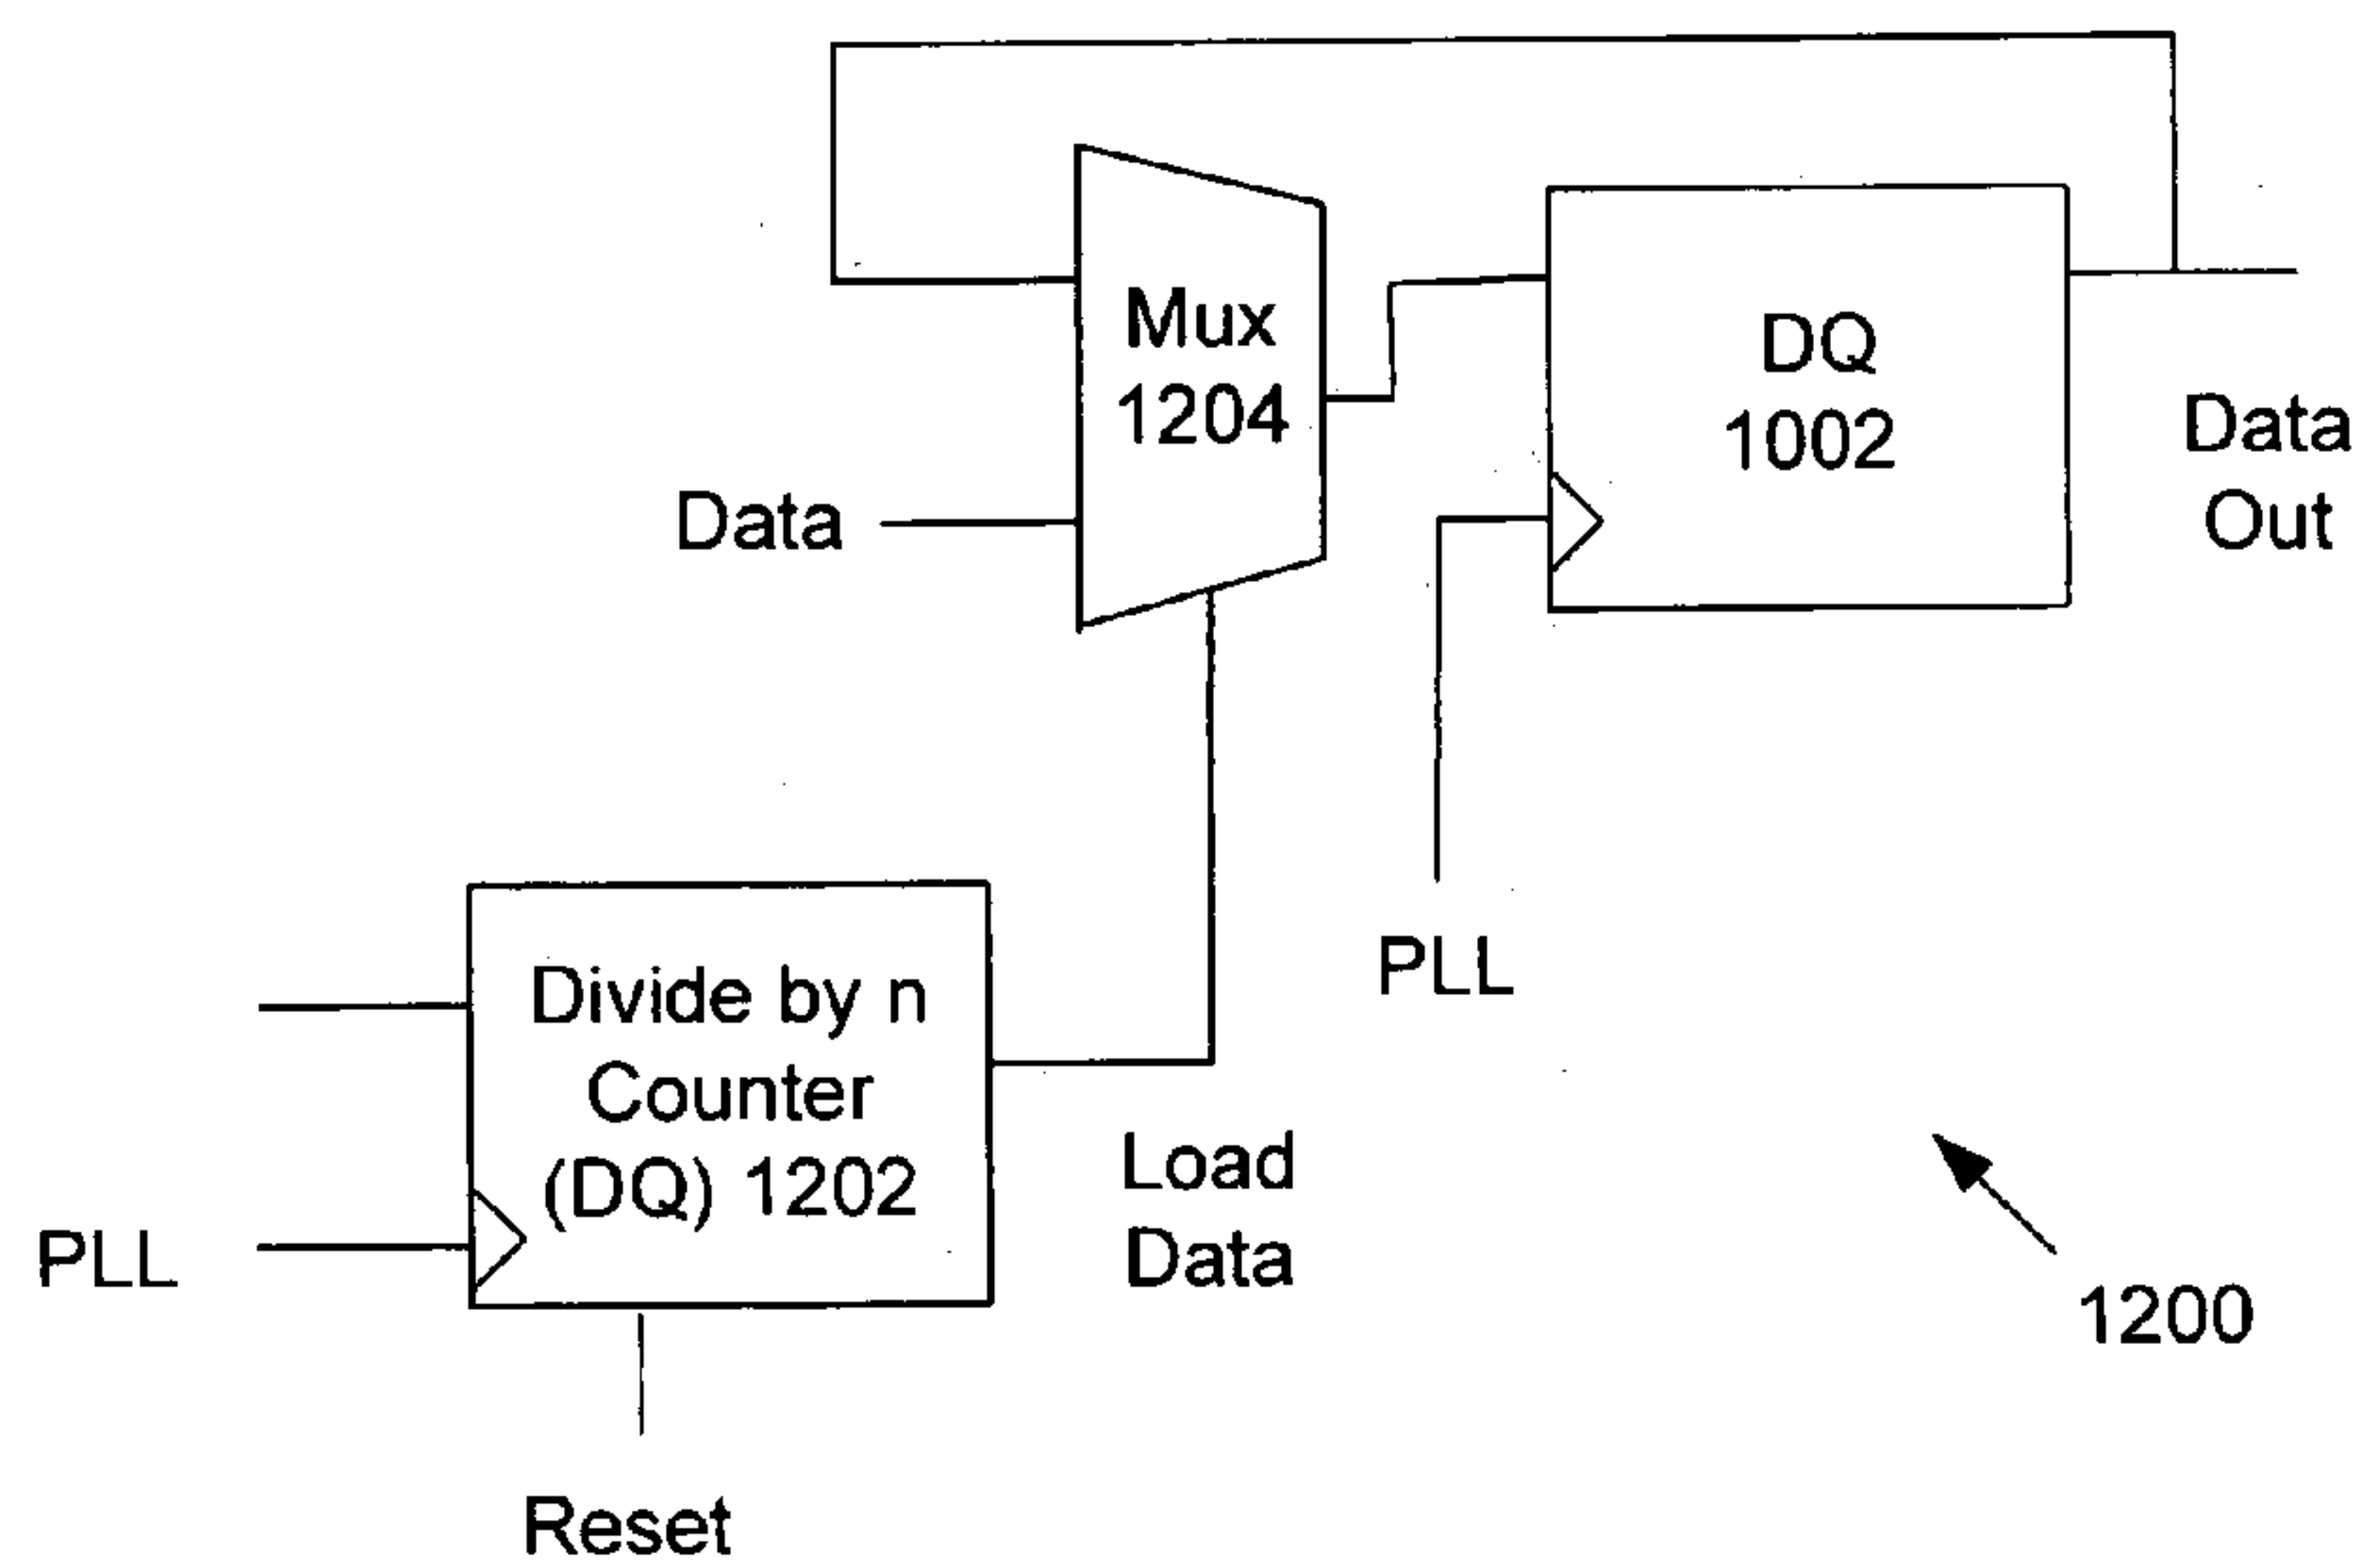 Mux
1204
DQ
1002
Data
Out
Data
PLL
Divide by n
Counter
(DQ) 1202
Load
Data
PLL
1200
Reset